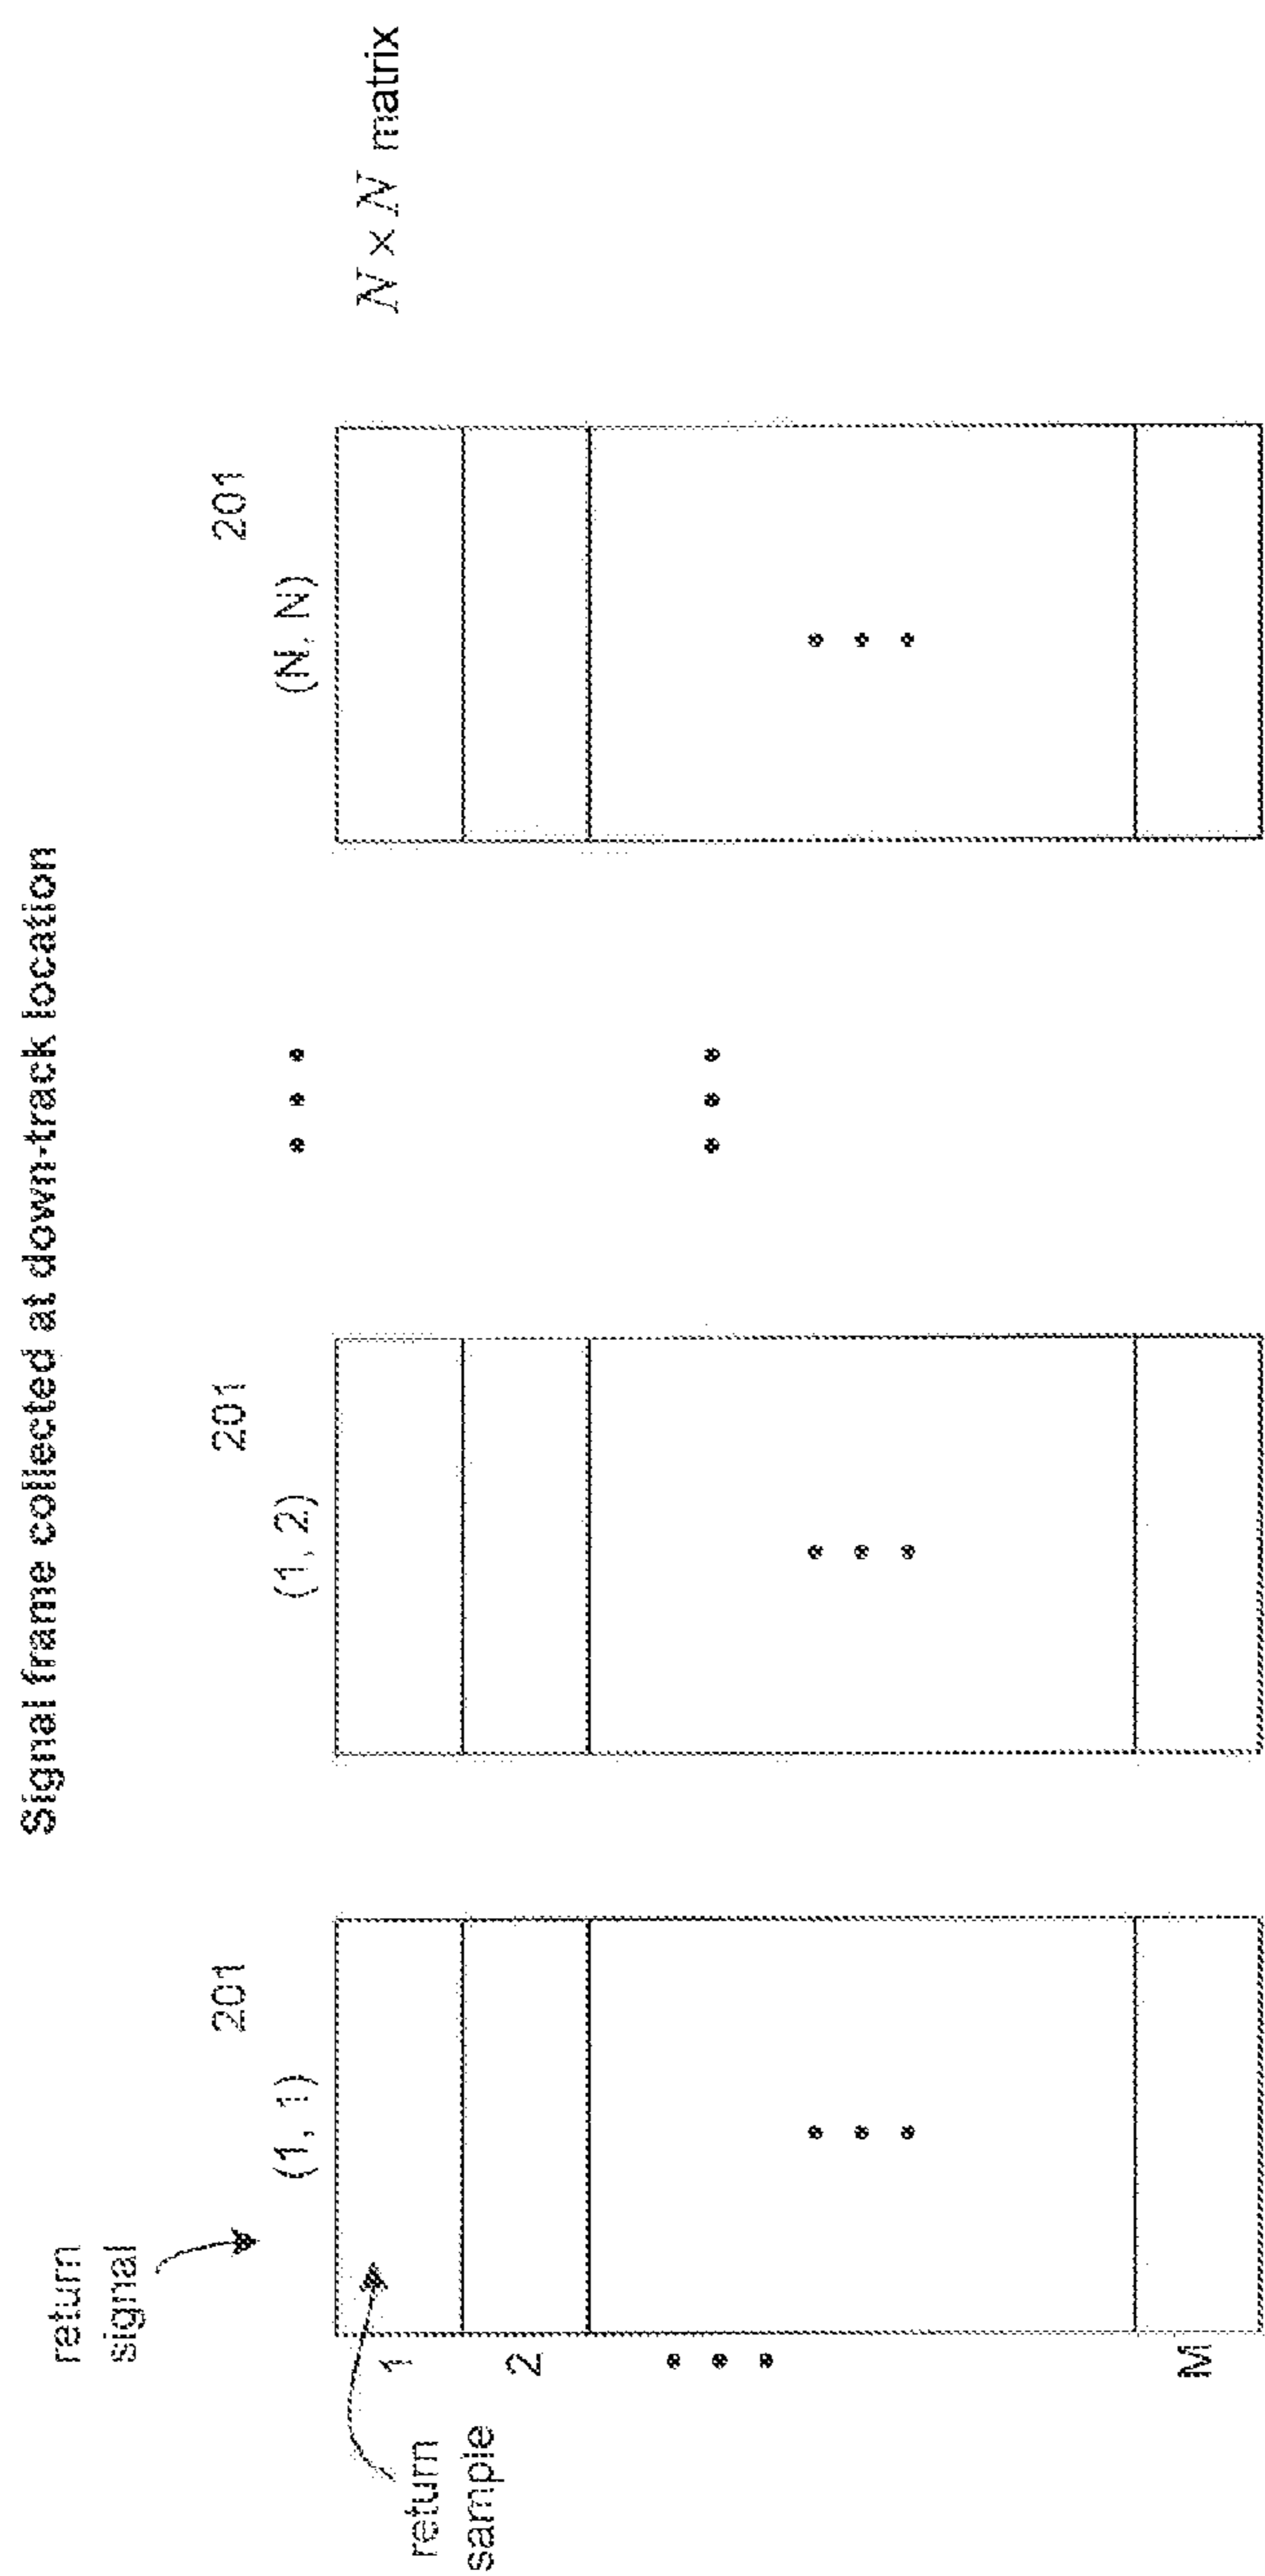 Signal frame collected at down-track location
return
signal
201
201
201
(1, 1)
(1, 2)
(N, N)
N × N matrix
return
sample
1
2
M